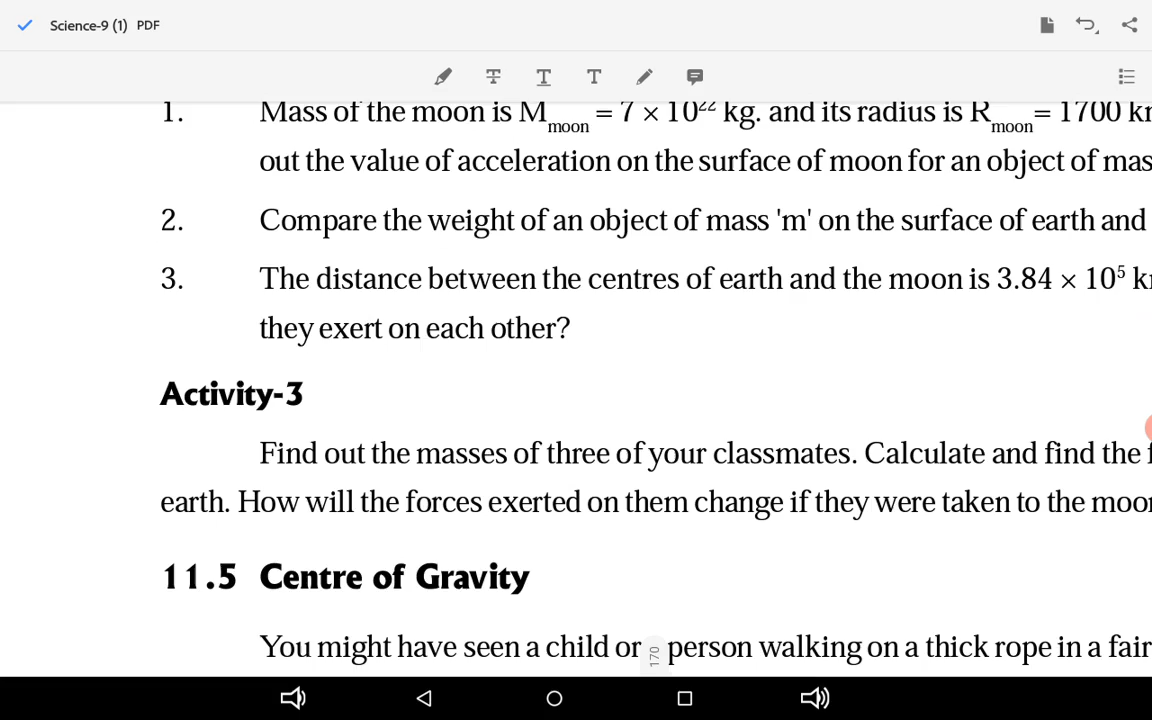 Science-9 (1) PDF
1. Mass of the moon is M_moon = 7 × 10²² kg. and its radius is R_moon = 1700
out the value of acceleration on the surface of moon for an object of
2. Compare the weight of an object of mass 'm' on the surface of earth and
3. The distance between the centres of earth and the moon is 3.84 × 10⁵
they exert on each other?
Activity-3
Find out the masses of three of your classmates. Calculate and find the
earth. How will the forces exerted on them change if they were taken to the
11.5 Centre of Gravity
You might have seen a child or person walking on a thick rope in a fair
170